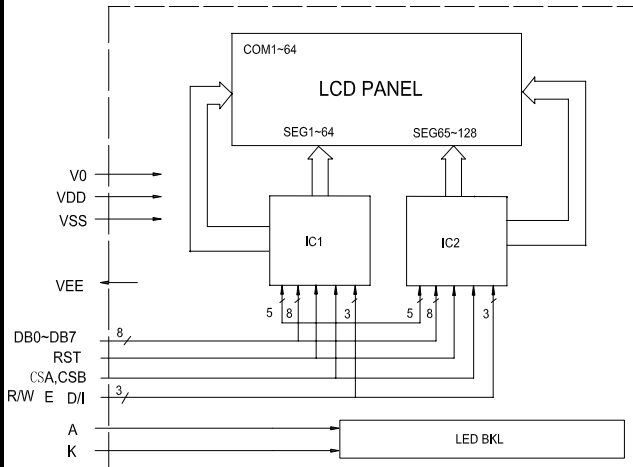 COM1~64
LCD PANEL
SEG1~64 SEG65~128
V0
VDD
VSS
IC1 IC2
VEE
5 8 3 5 8 3
DB0~DB7 8
RST
CSA,CSB
R/W E D/I 3
A
LED BKL
K